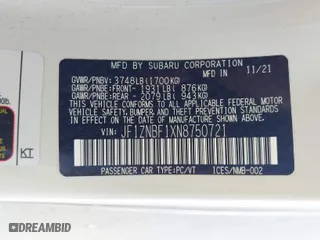 MFD BY SUBARU CORPORATION 11/21
GVWR/PNBV: 3748LB(1700KG)
GAWR/PNBE:FRONT- 1931LB( 876KG)
GAWR/PNBE:REAR - 2079LB( 943KG)
THIS VEHICLE CONFORMS TO ALL APPLICABLE FEDERAL MOTOR
VEHICLE SAFETY, BUMPER, AND THEFT PREVENTION STANDARDS
IN EFFECT ON THE DATE OF MANUFACTURE SHOWN ABOVE.
VIN: JF1ZNBF1XN8750721
PASSENGER CAR TYPE:PC/VT ICES/NMB-002
KT
DREAMBID